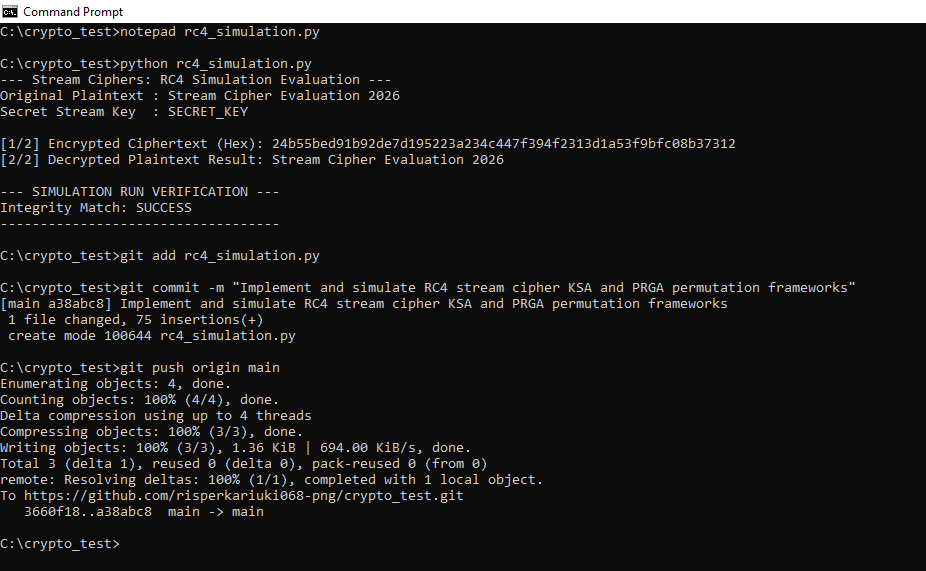 Command Prompt
C:\crypto_test>notepad rc4_simulation.py
C:\crypto_test>python rc4_simulation.py
--- Stream Ciphers: RC4 Simulation Evaluation ---
Original Plaintext : Stream Cipher Evaluation 2026
Secret Stream Key  : SECRET_KEY
[1/2] Encrypted Ciphertext (Hex): 24b55bed91b92de7d195223a234c447f394f2313d1a53f9bfc08b37312
[2/2] Decrypted Plaintext Result: Stream Cipher Evaluation 2026
--- SIMULATION RUN VERIFICATION ---
Integrity Match: SUCCESS
-----------------------------------
C:\crypto_test>git add rc4_simulation.py
C:\crypto_test>git commit -m "Implement and simulate RC4 stream cipher KSA and PRGA permutation frameworks"
[main a38abc8] Implement and simulate RC4 stream cipher KSA and PRGA permutation frameworks
 1 file changed, 75 insertions(+)
 create mode 100644 rc4_simulation.py
C:\crypto_test>git push origin main
Enumerating objects: 4, done.
Counting objects: 100% (4/4), done.
Delta compression using up to 4 threads
Compressing objects: 100% (3/3), done.
Writing objects: 100% (3/3), 1.36 KiB | 694.00 KiB/s, done.
Total 3 (delta 1), reused 0 (delta 0), pack-reused 0 (from 0)
remote: Resolving deltas: 100% (1/1), completed with 1 local object.
To https://github.com/risperkariuki068-png/crypto_test.git
   3660f18..a38abc8  main -> main
C:\crypto_test>